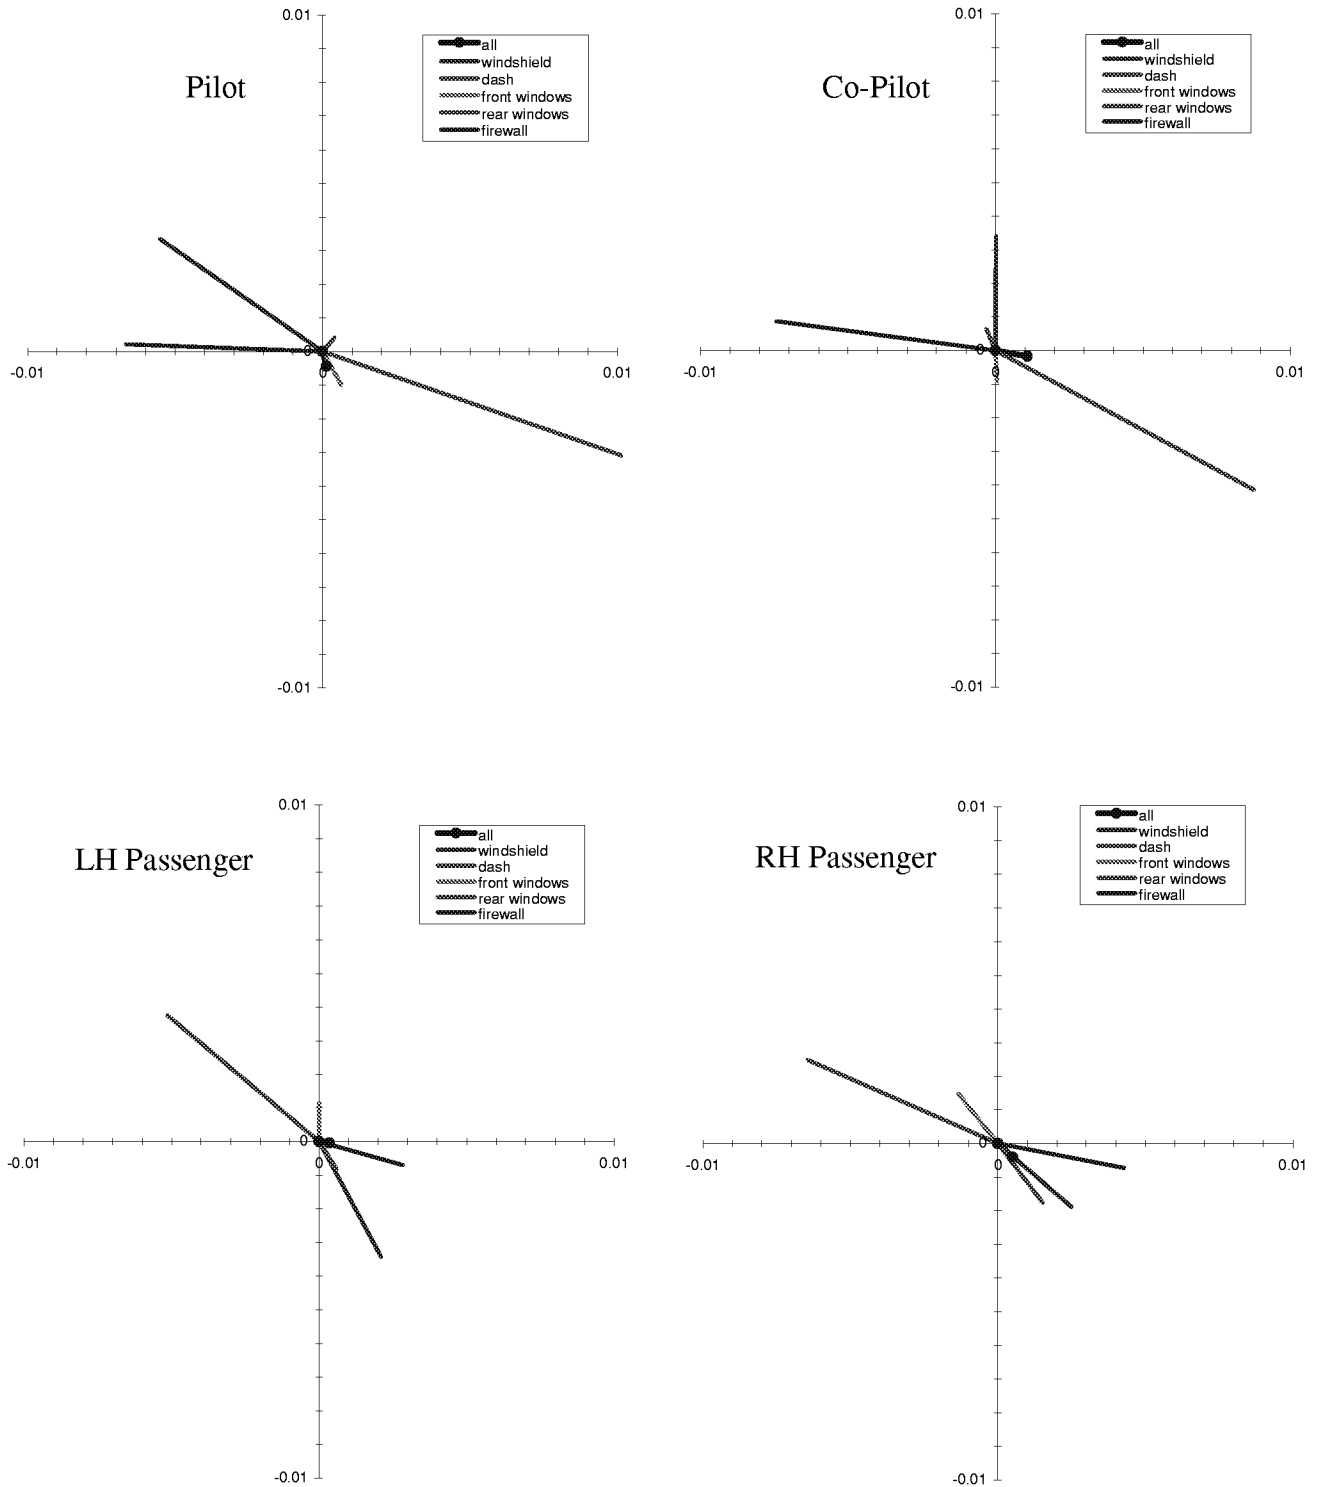 0.01
all
windshield
dash
front windows
rear windows
firewall
Pilot
0
-0.01
0
0.01
-0.01
0.01
all
windshield
dash
front windows
rear windows
firewall
Co-Pilot
0
-0.01
0
0.01
-0.01
0.01
all
windshield
dash
front windows
rear windows
firewall
LH Passenger
0
-0.01
0
0.01
-0.01
0.01
all
windshield
dash
front windows
rear windows
firewall
RH Passenger
0
-0.01
0
0.01
-0.01